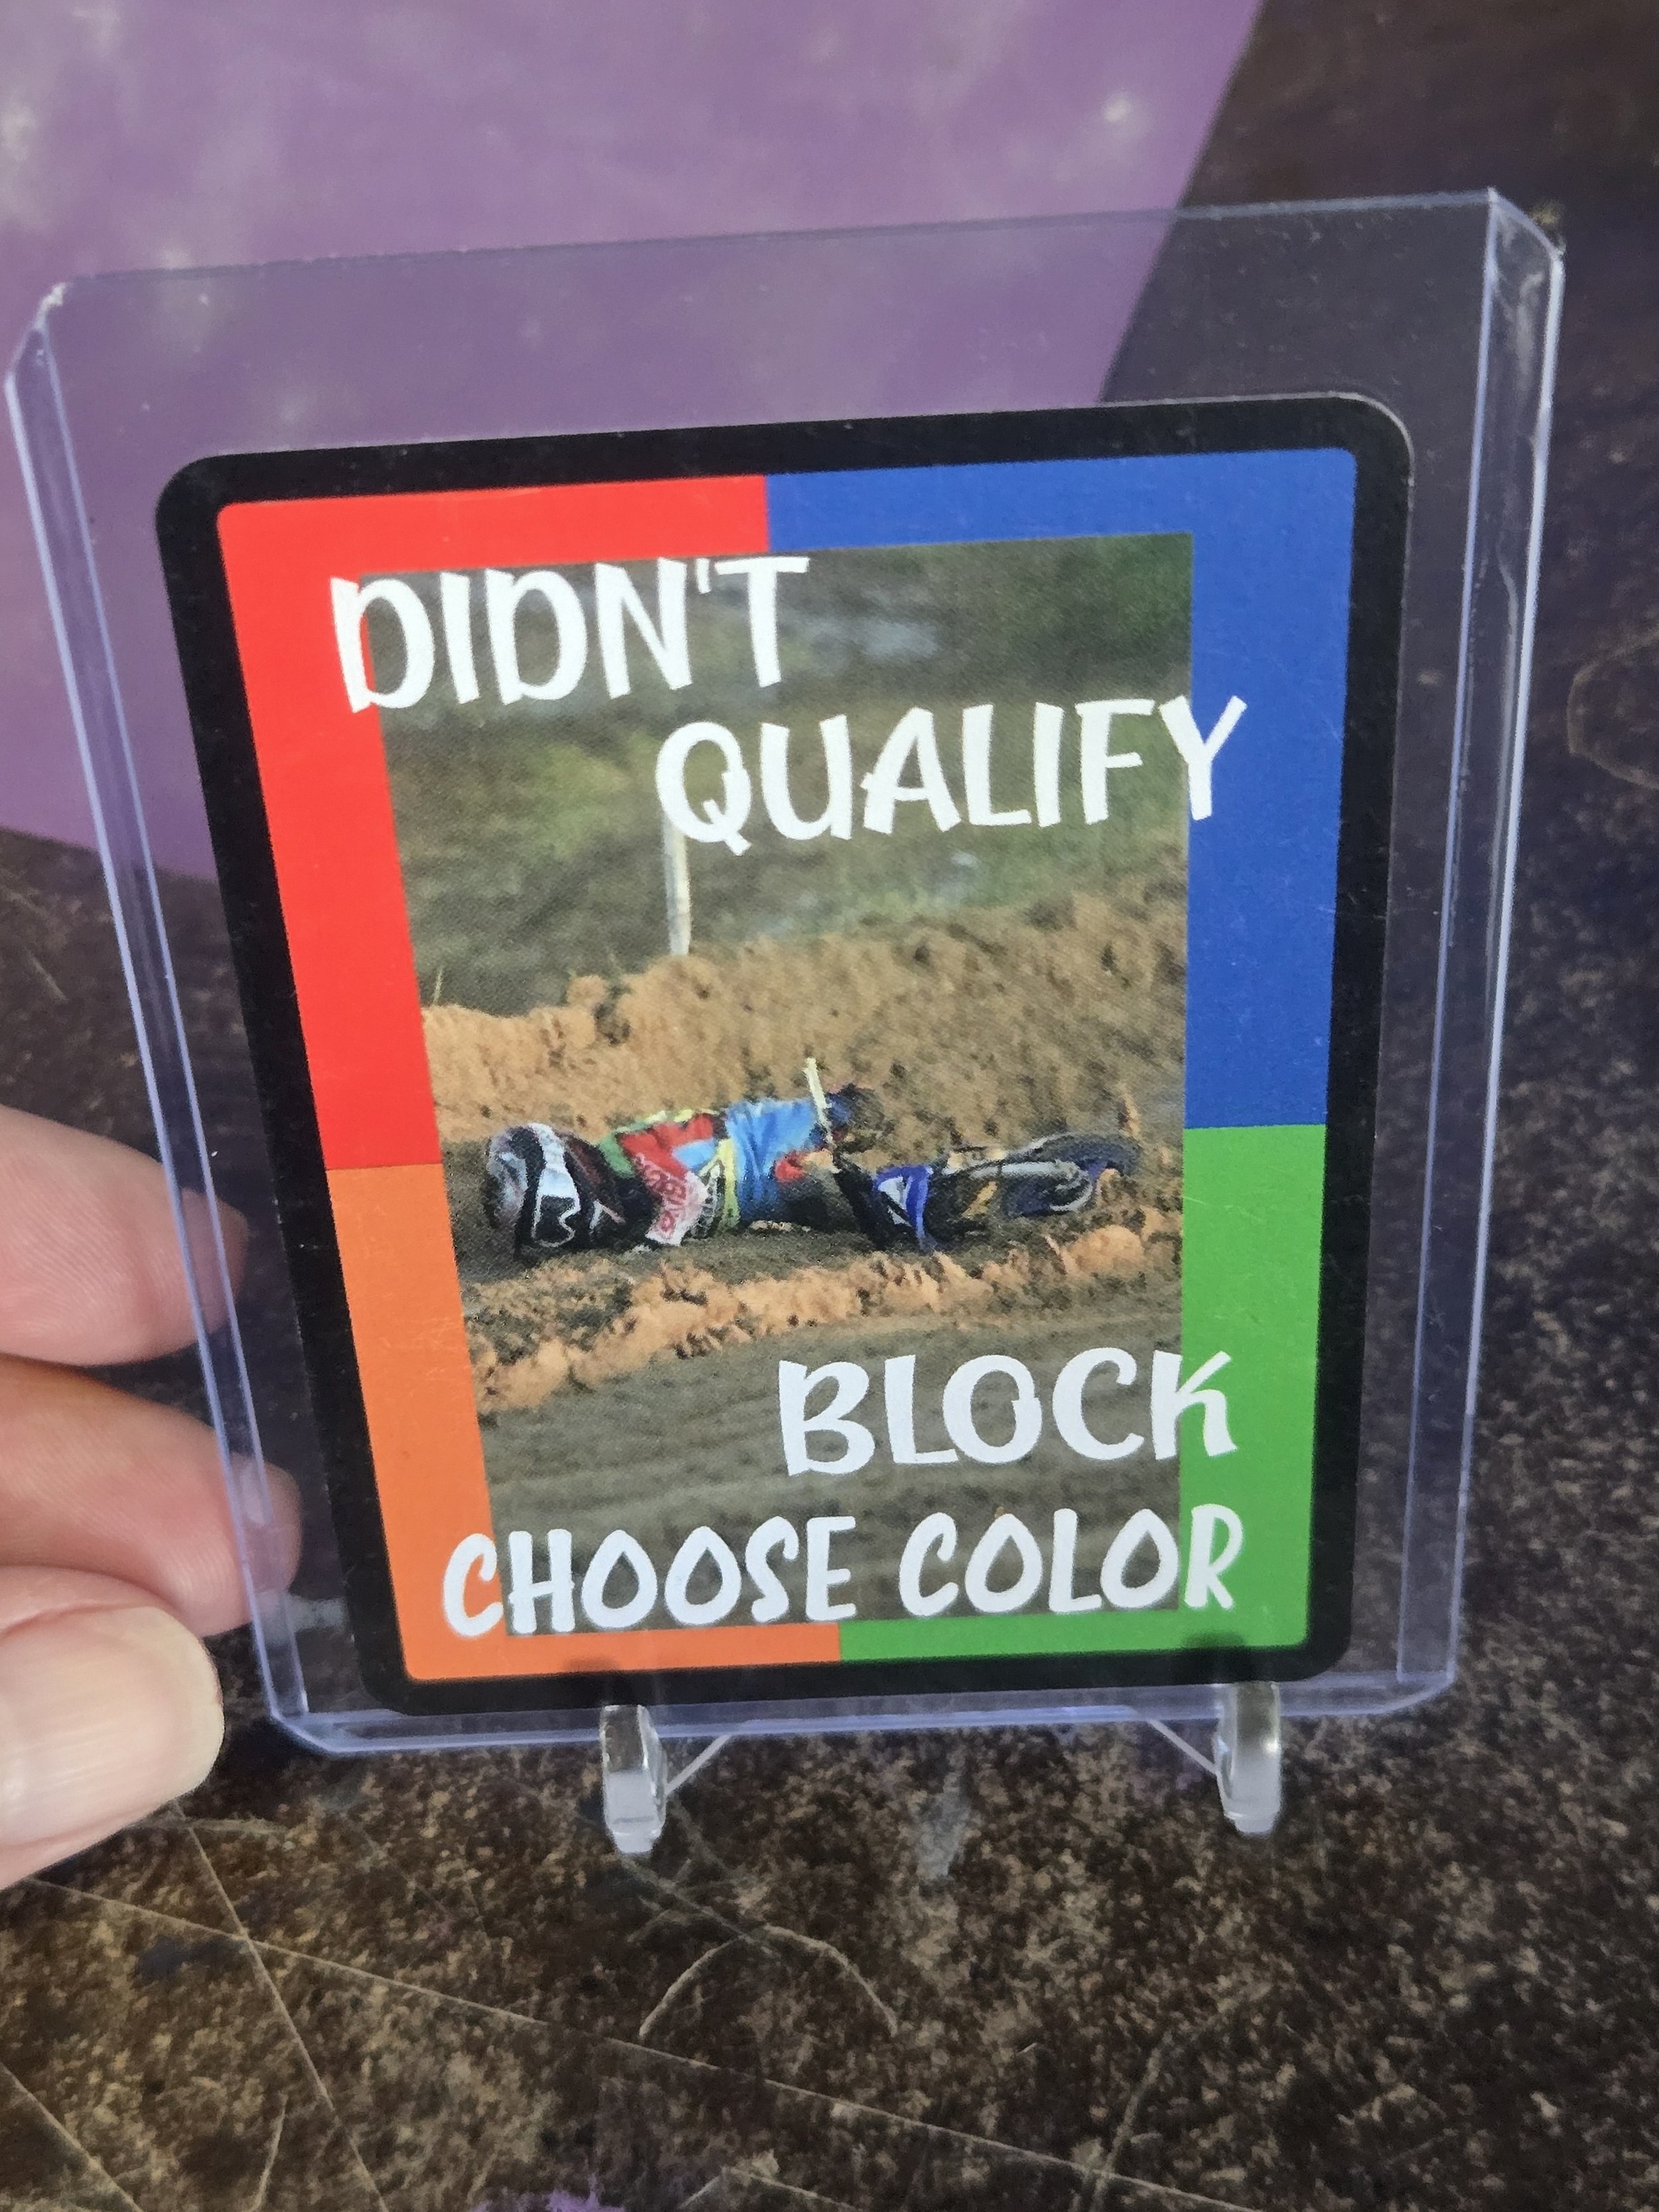 DIDN'T
QUALIFY
BLOCK
CHOOSE COLOR